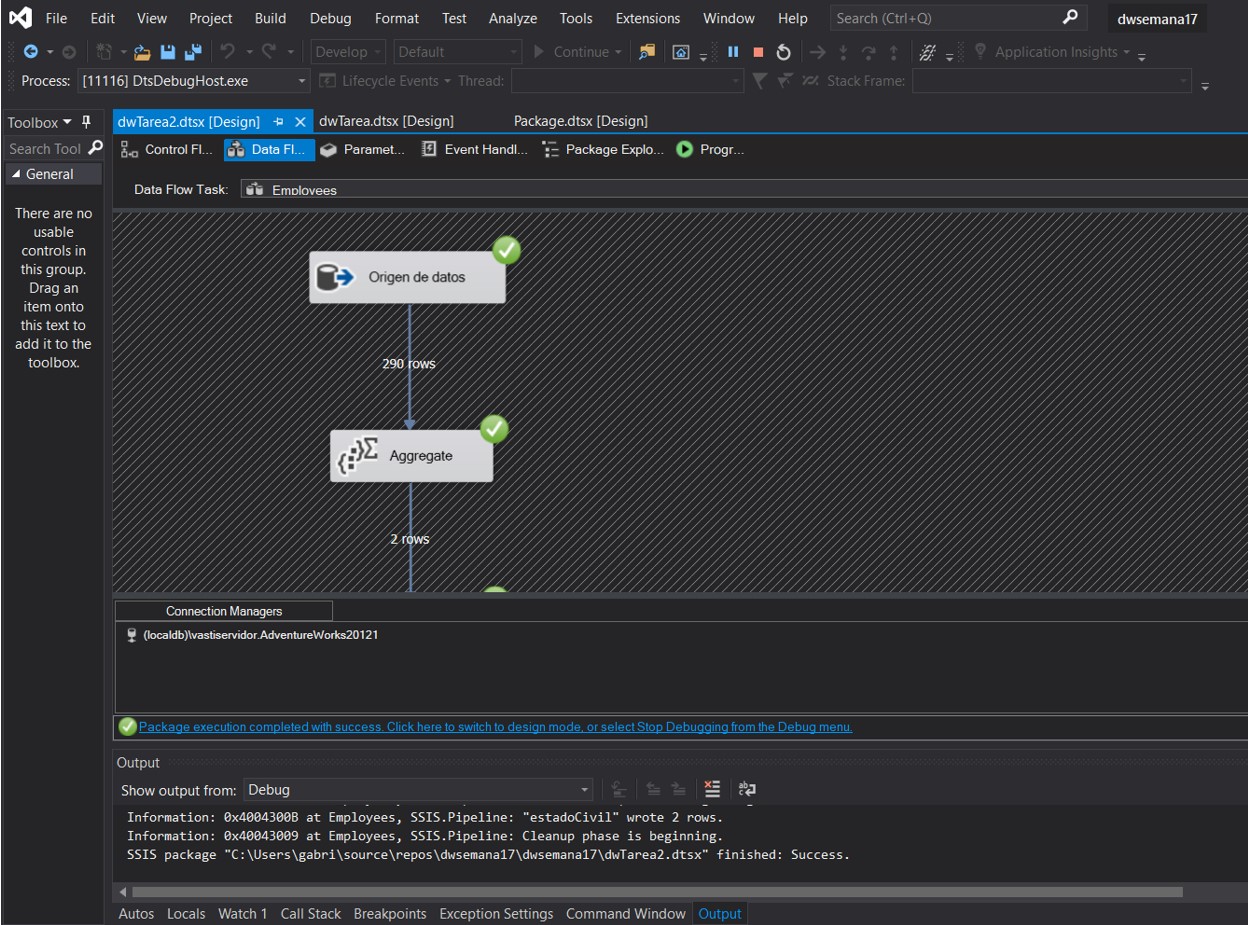 File Edit View Project Build Debug Format Test Analyze Tools Extensions Window Help Search (Ctrl+Q) dwsemana17
Develop Default Continue Application Insights
Process: [11116] DtsDebugHost.exe Lifecycle Events Thread: Stack Frame:
Toolbox
Search Tool
General
There are no
usable
controls in
this group.
Drag an
item onto
this text to
add it to the
toolbox.
dwTarea2.dtsx [Design] dwTarea.dtsx [Design] Package.dtsx [Design]
Control Fl... Data Fl... Paramet... Event Handl... Package Explo... Progr...
Data Flow Task: Employees
Origen de datos
290 rows
Aggregate
2 rows
Connection Managers
(localdb)\vastiservidor.AdventureWorks20121
Package execution completed with success. Click here to switch to design mode, or select Stop Debugging from the Debug menu.
Output
Show output from: Debug
Information: 0x4004300B at Employees, SSIS.Pipeline: "estadoCivil" wrote 2 rows.
Information: 0x40043009 at Employees, SSIS.Pipeline: Cleanup phase is beginning.
SSIS package "C:\Users\gabri\source\repos\dwsemana17\dwsemana17\dwTarea2.dtsx" finished: Success.
Autos Locals Watch 1 Call Stack Breakpoints Exception Settings Command Window Output